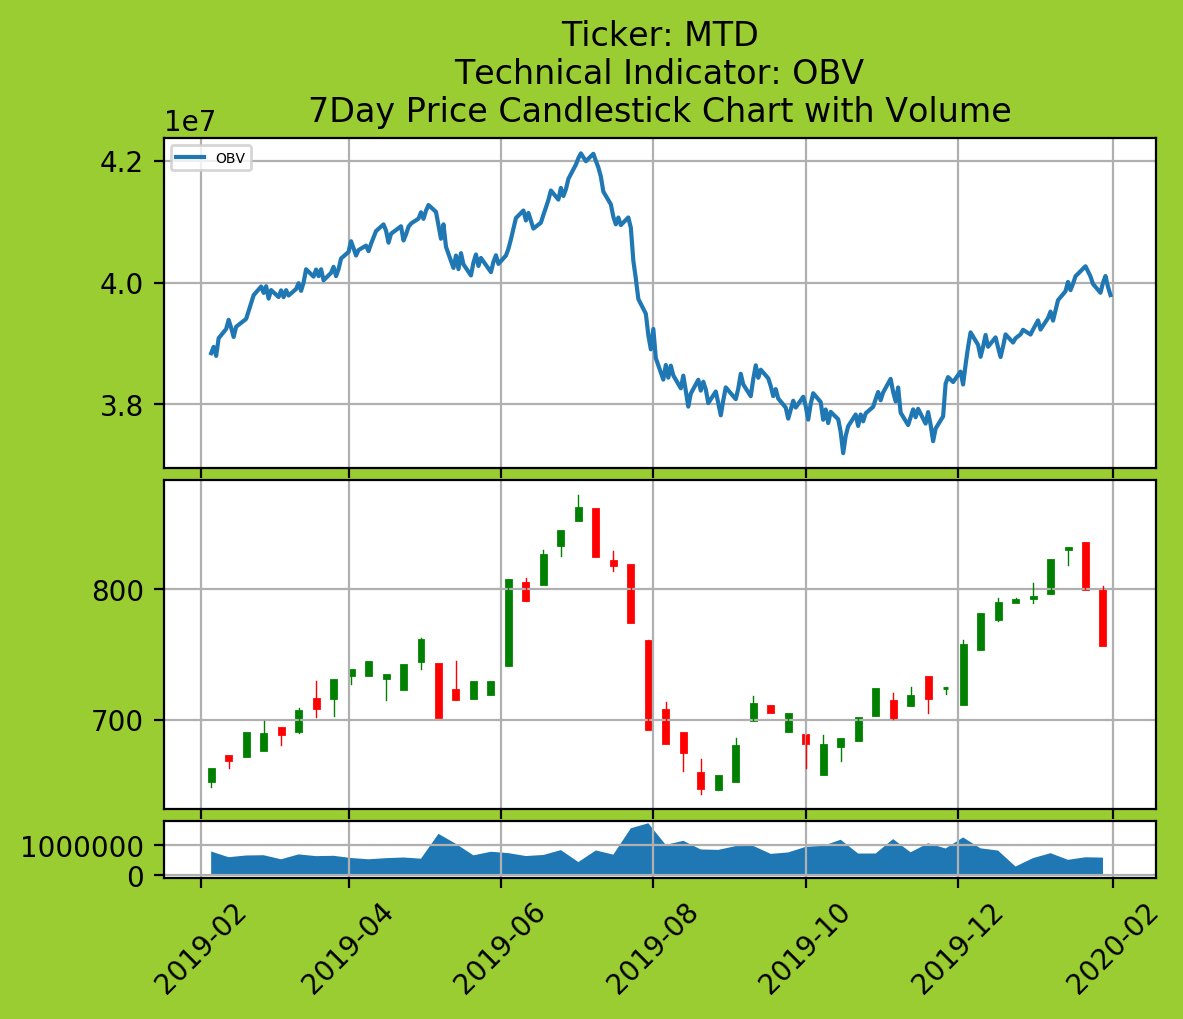 Ticker: MTD
Technical Indicator: OBV
7Day Price Candlestick Chart with Volume
1e7
OBV
4.2
4.0
3.8
800
700
1000000
0
2019-02
2019-04
2019-06
2019-08
2019-10
2019-12
2020-02